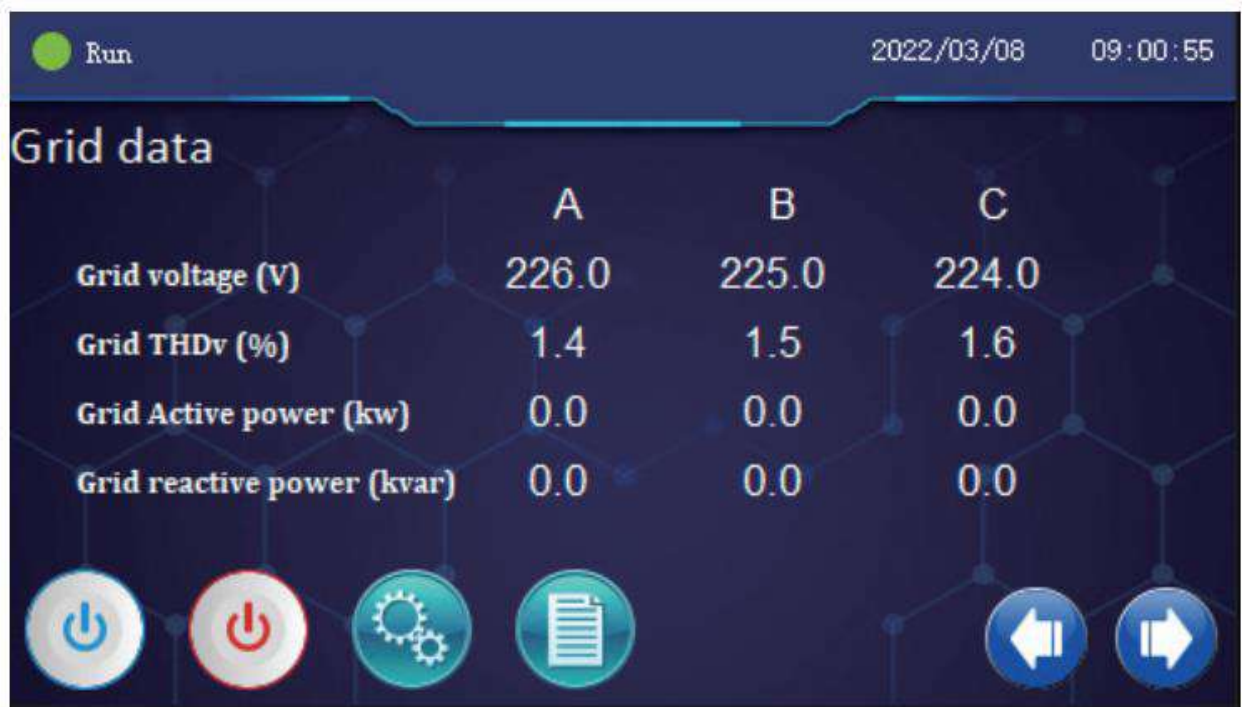 Run 2022/03/08 09:00:55
Grid data
A B C
Grid voltage (V) 226.0 225.0 224.0
Grid THDv (%) 1.4 1.5 1.6
Grid Active power (kw) 0.0 0.0 0.0
Grid reactive power (kvar) 0.0 0.0 0.0